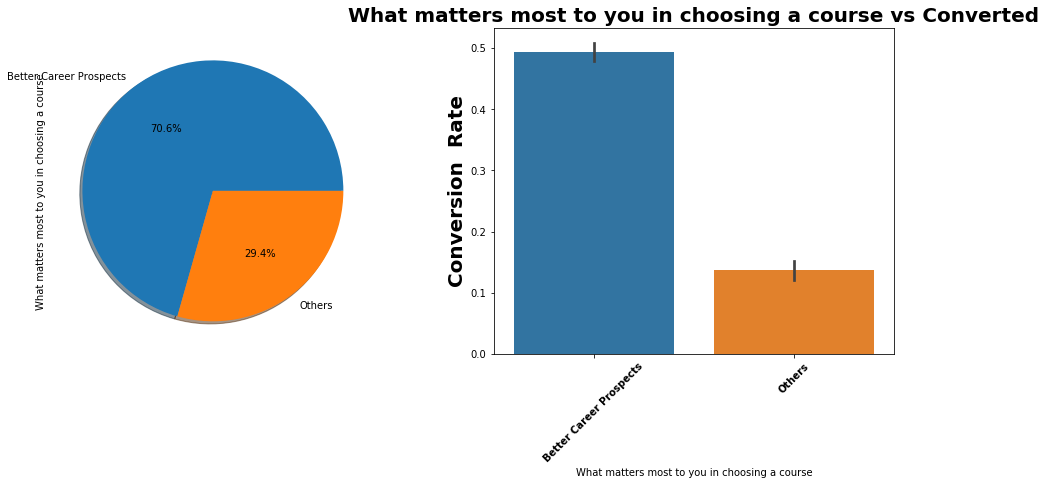 What matters most to you in choosing a course vs Converted
Better Career Prospects
What matters most to you in choosing a course
70.6%
29.4%
Others
Conversion Rate
0.5
0.4
0.3
0.2
0.1
0.0
Better Career Prospects
Others
What matters most to you in choosing a course